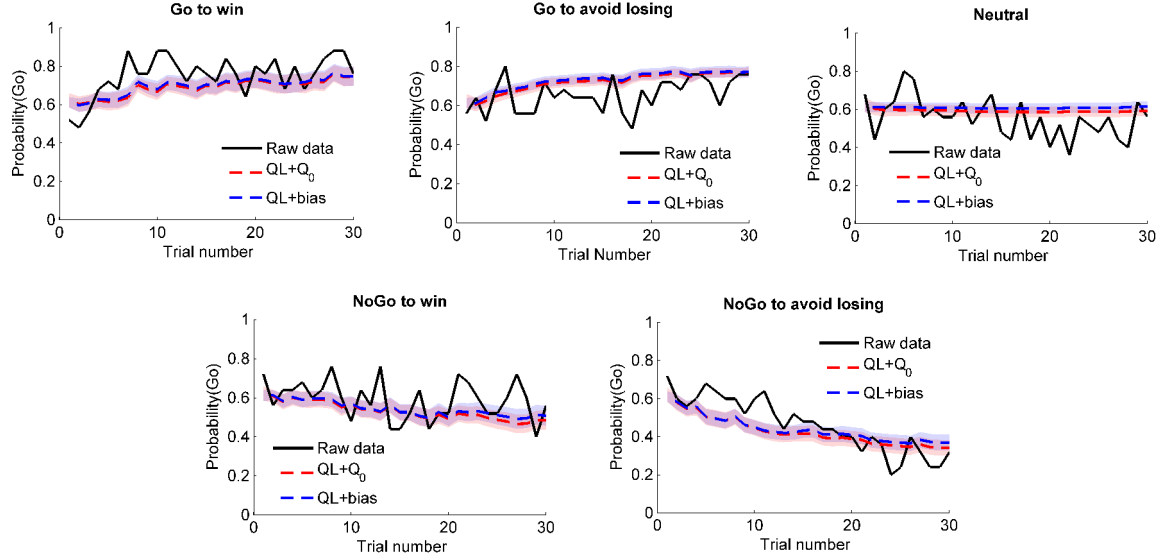 Go to win
Probability(Go)
1
0.8
0.6
0.4
0.2
0
Raw data
QL+Q0
QL+bias
0
10
20
30
Trial number
Go to avoid losing
Probability(Go)
1
0.8
0.6
0.4
0.2
0
Raw data
QL+Q0
QL+bias
0
10
20
30
Trial Number
Neutral
Probability(Go)
1
0.8
0.6
0.4
0.2
0
Raw data
QL+Q0
QL+bias
0
10
20
30
Trial number
NoGo to win
Probability(Go)
1
0.8
0.6
0.4
0.2
0
Raw data
QL+Q0
QL+bias
0
10
20
30
Trial number
NoGo to avoid losing
Probability(Go)
1
0.8
0.6
0.4
0.2
0
Raw data
QL+Q0
QL+bias
0
10
20
30
Trial number